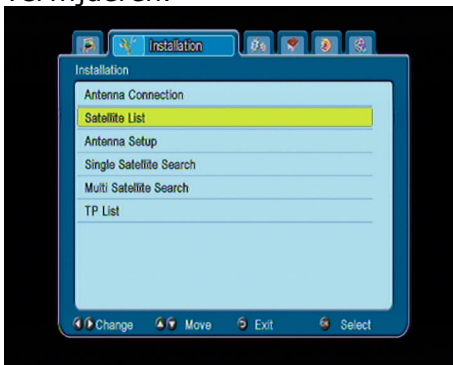 Installation
Installation
Antenna Connection
Satellite List
Antenna Setup
Single Satellite Search
Multi Satellite Search
TP List
Change Move Exit Select